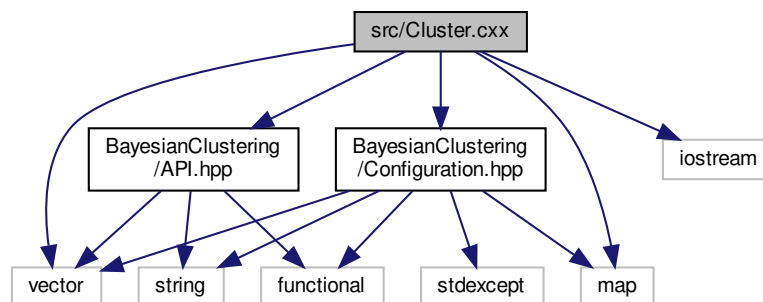 src/Cluster.cxx
BayesianClustering
/API.hpp
BayesianClustering
/Configuration.hpp
iostream
vector
string
functional
stdexcept
map